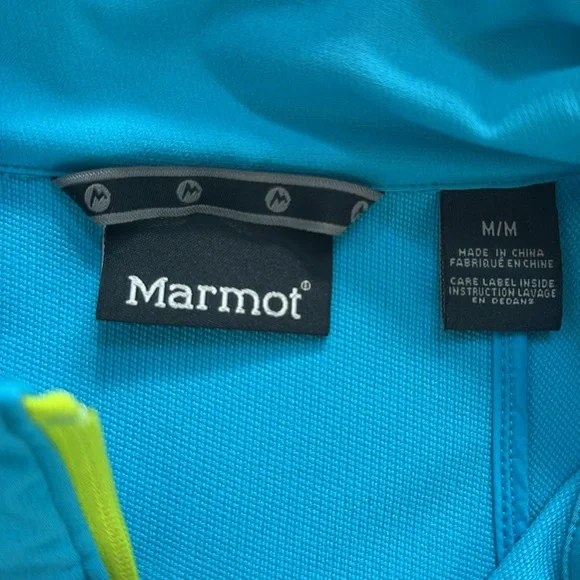 Marmot®
M/M
MADE IN CHINA
FABRIQUÉ EN CHINE
CARE LABEL INSIDE
INSTRUCTION LAVAGE
EN DEDANS